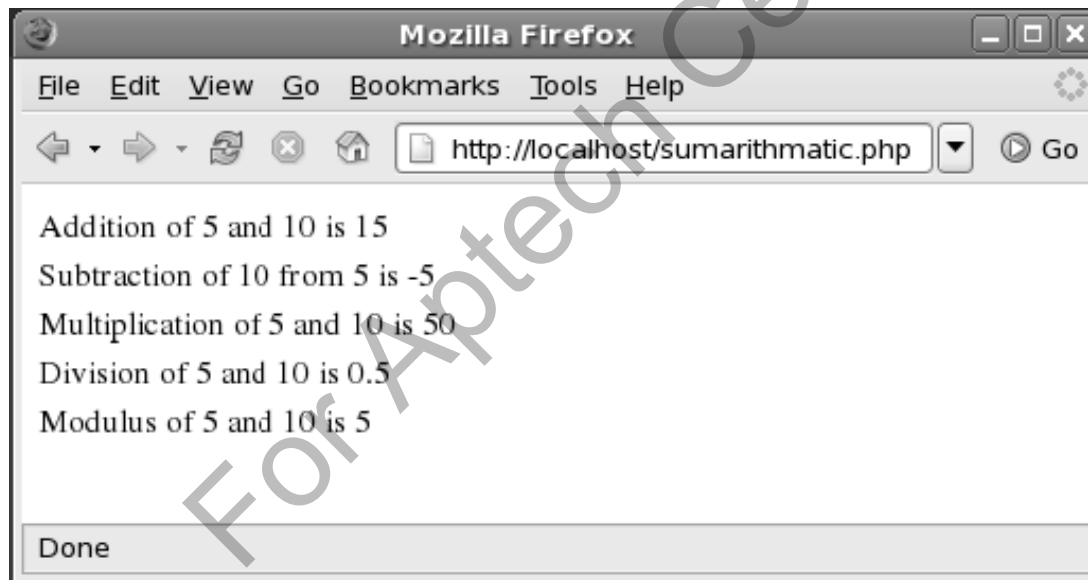 Mozilla Firefox
File Edit View Go Bookmarks Tools Help
http://localhost/sumarithmatic.php Go
Addition of 5 and 10 is 15
Subtraction of 10 from 5 is -5
Multiplication of 5 and 10 is 50
Division of 5 and 10 is 0.5
Modulus of 5 and 10 is 5
Done
For Aptech Ce